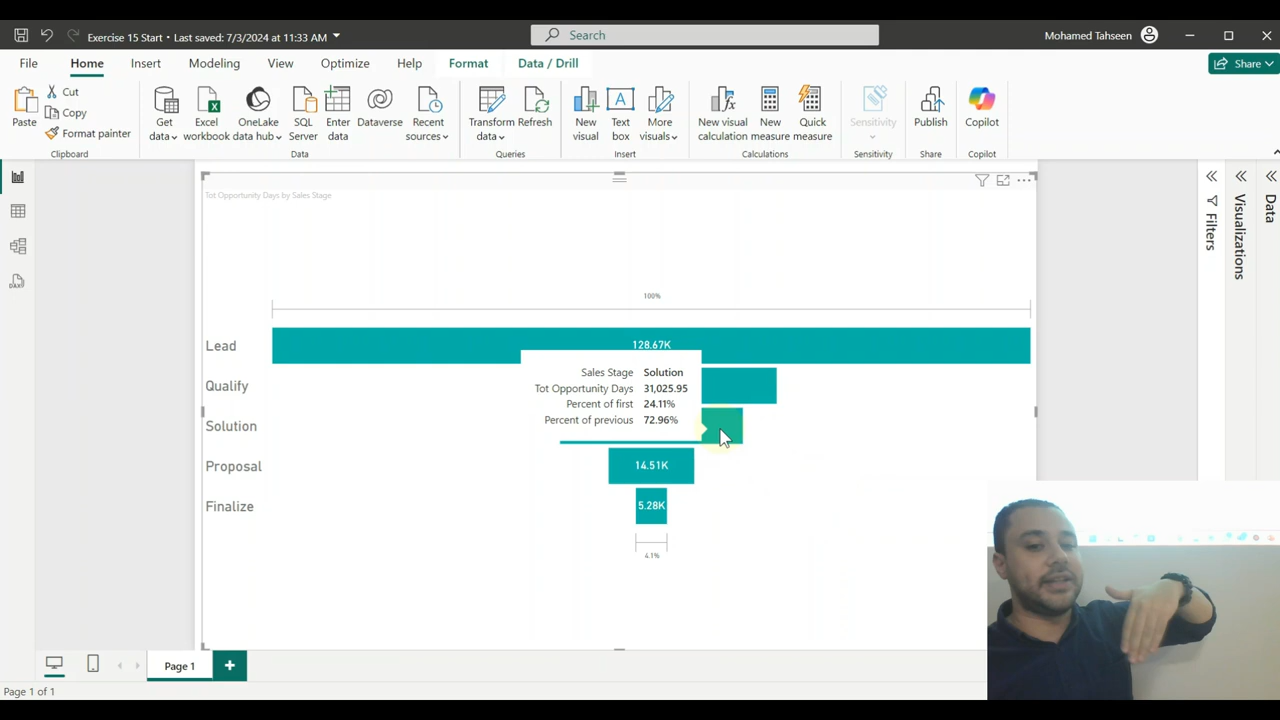 Exercise 15 Start • Last saved: 7/3/2024 at 11:33 AM
Search
Mohamed Tahseen
File Home Insert Modeling View Optimize Help Format Data / Drill
Share
Paste
Cut
Copy
Format painter
Get data
Excel workbook
OneLake data hub
SQL Server
Enter data
Dataverse
Recent sources
Transform data
Refresh
New visual
Text box
More visuals
New visual calculation
New measure
Quick measure
Sensitivity
Publish
Copilot
Clipboard Data Queries Insert Calculations Sensitivity Share Copilot
DAX
Tot Opportunity Days by Sales Stage
100%
Lead 128.67K
Qualify
Solution
Proposal 14.51K
Finalize 5.28K
4.1%
Sales Stage Solution
Tot Opportunity Days 31,025.95
Percent of first 24.11%
Percent of previous 72.96%
Filters
Visualizations
Data
Page 1
Page 1 of 1